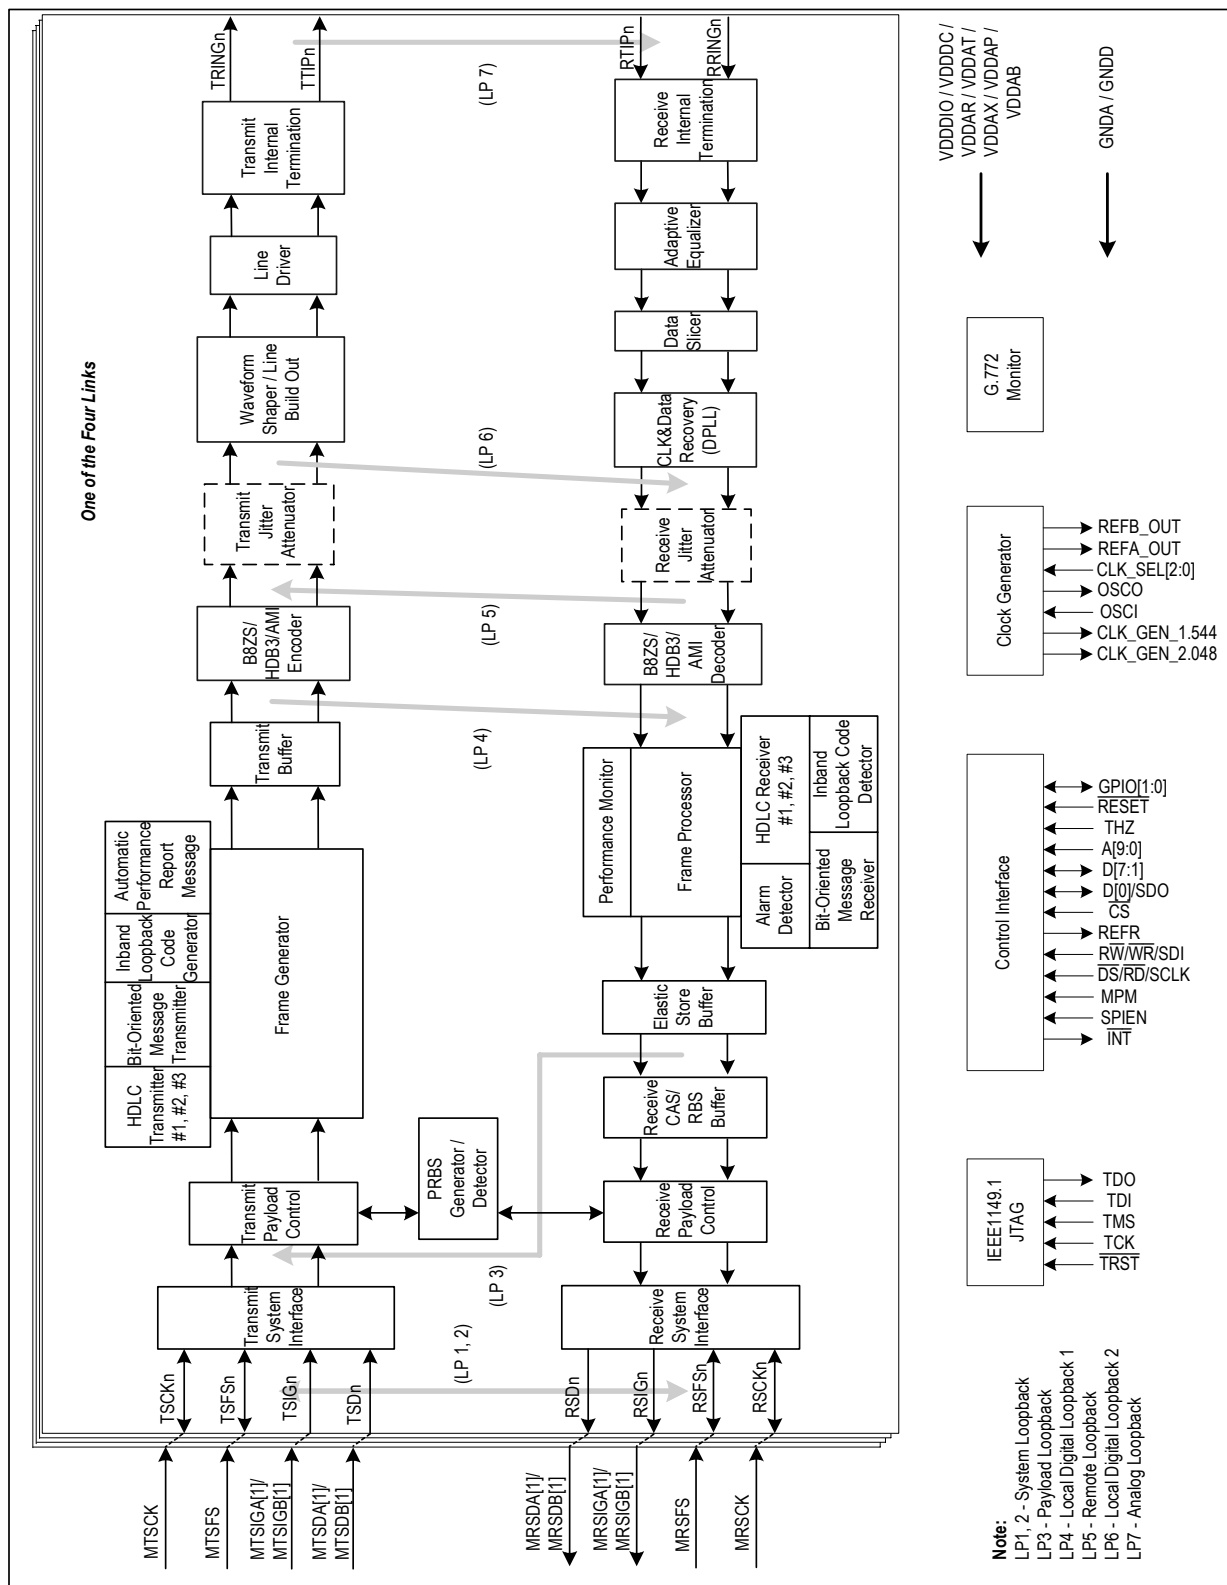 One of the Four Links
TRINGn
TTIPn
Transmit
Internal
Termination
Line
Driver
Waveform
Shaper / Line
Build Out
Transmit
Jitter
Attenuator
B8ZS/
HDB3/AMI
Encoder
Transmit
Buffer
Frame Generator
Automatic
Performance
Report
Message
Inband
Loopback
Code
Generator
Bit-Oriented
Message
Transmitter
HDLC
Transmitter
#1, #2, #3
Transmit
Payload
Control
Transmit
System
Interface
TSCKn
TSFSn
TSIGn
TSDn
MTSCK
MTSFS
MTSIGA[1]/
MTSIGB[1]
MTSDA[1]/
MTSDB[1]
(LP 7)
(LP 6)
(LP 5)
(LP 4)
(LP 3)
(LP 1, 2)
PRBS
Generator /
Detector
RTIPn
RRINGn
Receive
Internal
Termination
Adaptive
Equalizer
Data
Slicer
CLK&Data
Recovery
(DPLL)
Receive
Jitter
Attenuator
B8ZS/
HDB3/
AMI
Decoder
Performance Monitor
Frame Processor
HDLC Receiver
#1, #2, #3
Inband
Loopback Code
Detector
Alarm
Detector
Bit-Oriented
Message
Receiver
Elastic
Store
Buffer
Receive
CAS/
RBS
Buffer
Receive
Payload
Control
Receive
System
Interface
RSDn
RSIGn
RSFSn
RSCKn
MRSDA[1]/
MRSDB[1]
MRSIGA[1]/
MRSIGB[1]
MRSFS
MRSCK
VDDDIO / VDDDC /
VDDAR / VDDAT /
VDDAX / VDDAP /
VDDAB
GNDA / GNDD
G.772
Monitor
Clock Generator
REFB_OUT
REFA_OUT
CLK_SEL[2:0]
OSCO
OSCI
CLK_GEN_1.544
CLK_GEN_2.048
Control Interface
GPIO[1:0]
RESET
THZ
A[9:0]
D[7:1]
D[0]/SDO
CS
REFR
RW/WR/SDI
DS/RD/SCLK
MPM
SPIEN
INT
IEEE1149.1
JTAG
TDO
TDI
TMS
TCK
TRST
Note:
LP1, 2 - System Loopback
LP3 - Payload Loopback
LP4 - Local Digital Loopback 1
LP5 - Remote Loopback
LP6 - Local Digital Loopback 2
LP7 - Analog Loopback